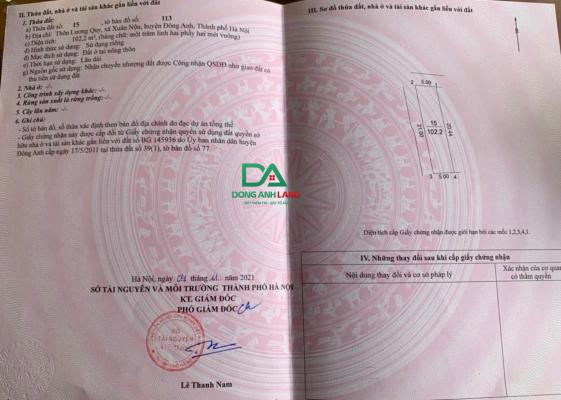 II. Thửa đất, nhà ở và tài sản khác gắn liền với đất
1. Thửa đất:
a) Thửa đất số: 15 , tờ bản đồ số: 113
b) Địa chỉ: Thôn Lương Quy, xã Xuân Nộn, huyện Đông Anh, Thành phố Hà Nội
c) Diện tích: 102,2 m², (bằng chữ: một trăm linh hai phẩy hai mét vuông)
d) Hình thức sử dụng: Sử dụng riêng
đ) Mục đích sử dụng: Đất ở tại nông thôn
e) Thời hạn sử dụng: Lâu dài
g) Nguồn gốc sử dụng: Nhận chuyển nhượng đất được Công nhận QSDĐ như giao đất có
thu tiền sử dụng đất
2. Nhà ở: -/-
3. Công trình xây dựng khác: -/-
4. Rừng sản xuất là rừng trồng: -/-
5. Cây lâu năm: -/-
6. Ghi chú:
- Số tờ bản đồ, số thửa xác định theo bản đồ địa chính đo đạc dự án tổng thể
- Giấy chứng nhận này được cấp đổi từ Giấy chứng nhận quyền sử dụng đất quyền sở
hữu nhà ở và tài sản khác gắn liền với đất số BG 145936 do Ủy ban nhân dân huyện
Đông Anh cấp ngày 17/5/2011 tại thửa đất số 39(1), tờ bản đồ số 77.
DONG ANH LAND
Hà Nội, ngày tháng năm 2021
SỞ TÀI NGUYÊN VÀ MÔI TRƯỜNG THÀNH PHỐ HÀ NỘI
KT. GIÁM ĐỐC
PHÓ GIÁM ĐỐC
SỞ
TÀI NGUYÊN
Lê Thanh Nam
III. Sơ đồ thửa đất, nhà ở và tài sản khác gắn liền với đất
2 5.00 1
15
102.2
3 5.00 4
Diện tích cấp Giấy chứng nhận được giới hạn bởi các mốc 1,2,3,4,1.
IV. Những thay đổi sau khi cấp giấy chứng nhận
Nội dung thay đổi và cơ sở pháp lý
Xác nhận của cơ quan
có thẩm quyền